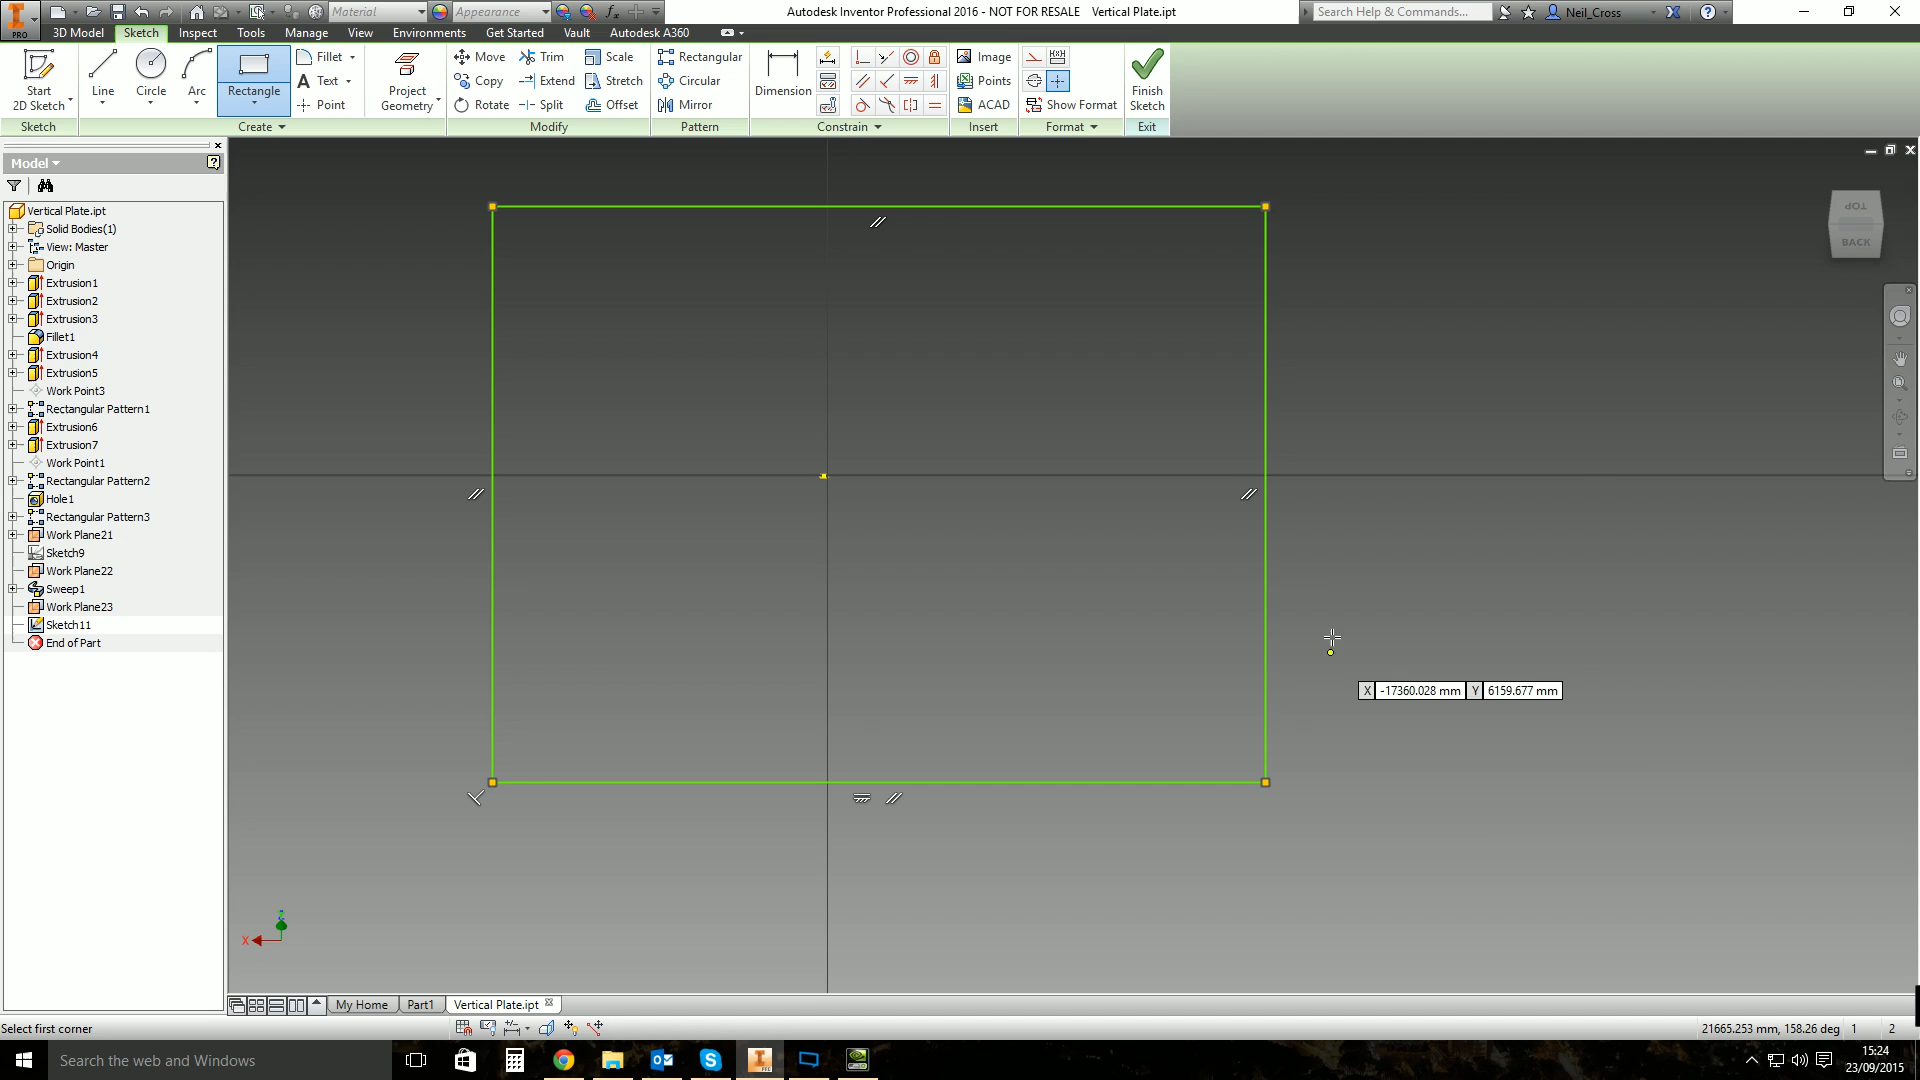 Material
Appearance
Autodesk Inventor Professional 2016 - NOT FOR RESALE Vertical Plate.ipt
Search Help & Commands...
Neil_Cross
PRO
3D Model Sketch Inspect Tools Manage View Environments Get Started Vault Autodesk A360
Start
2D Sketch
Line
Circle
Arc
Rectangle
Fillet
Text
Point
Project
Geometry
Move
Copy
Rotate
Trim
Extend
Split
Scale
Stretch
Offset
Rectangular
Circular
Mirror
Dimension
Image
Points
ACAD
Show Format
Finish
Sketch
Sketch Create Modify Pattern Constrain Insert Format Exit
Model
Vertical Plate.ipt
Solid Bodies(1)
View: Master
Origin
Extrusion1
Extrusion2
Extrusion3
Fillet1
Extrusion4
Extrusion5
Work Point3
Rectangular Pattern1
Extrusion6
Extrusion7
Work Point1
Rectangular Pattern2
Hole1
Rectangular Pattern3
Work Plane21
Sketch9
Work Plane22
Sweep1
Work Plane23
Sketch11
End of Part
TOP
BACK
X -17360.028 mm Y 6159.677 mm
X
My Home Part1 Vertical Plate.ipt
Select first corner
21665.253 mm, 158.26 deg 1 2
Search the web and Windows
15:24
23/09/2015